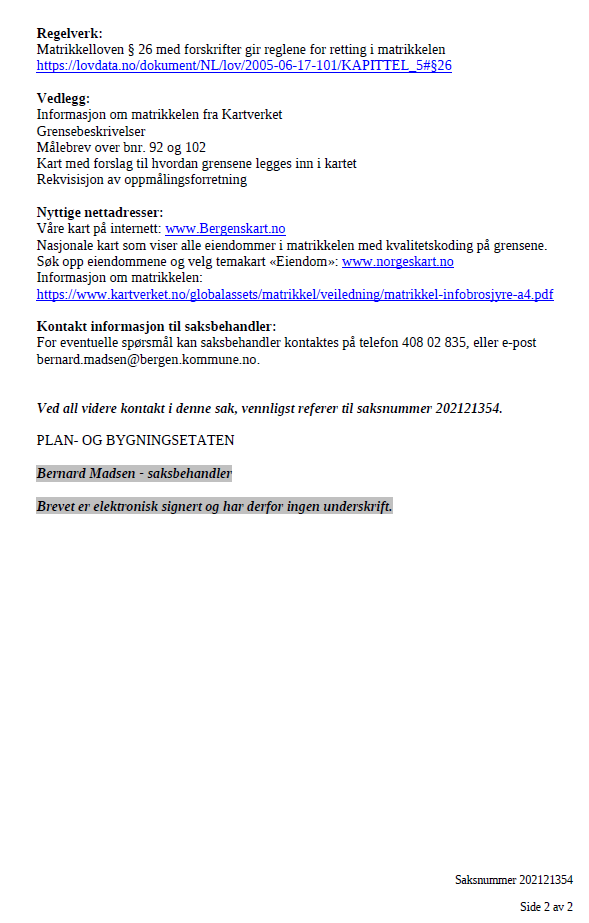 Regelverk:
Matrikkelloven § 26 med forskrifter gir reglene for retting i matrikkelen
https://lovdata.no/dokument/NL/lov/2005-06-17-101/KAPITTEL_5#§26
Vedlegg:
Informasjon om matrikkelen fra Kartverket
Grensebeskrivelser
Målebrev over bnr. 92 og 102
Kart med forslag til hvordan grensene legges inn i kartet
Rekvisisjon av oppmålingsforretning
Nyttige nettadresser:
Våre kart på internett: www.Bergenskart.no
Nasjonale kart som viser alle eiendommer i matrikkelen med kvalitetskoding på grensene.
Søk opp eiendommene og velg temakart «Eiendom»: www.norgeskart.no
Informasjon om matrikkelen:
https://www.kartverket.no/globalassets/matrikkel/veiledning/matrikkel-infobrosjyre-a4.pdf
Kontakt informasjon til saksbehandler:
For eventuelle spørsmål kan saksbehandler kontaktes på telefon 408 02 835, eller e-post
bernard.madsen@bergen.kommune.no.
Ved all videre kontakt i denne sak, vennligst referer til saksnummer 202121354.
PLAN- OG BYGNINGSETATEN
Bernard Madsen - saksbehandler
Brevet er elektronisk signert og har derfor ingen underskrift.
Saksnummer 202121354
Side 2 av 2